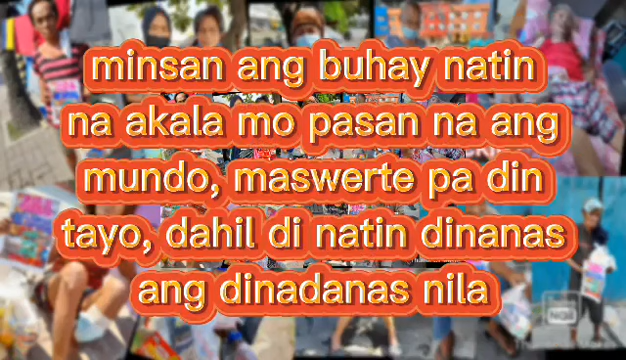 minsan ang buhay natin
na akala mo pasan na ang
mundo, maswerte pa din
tayo, dahil di natin dinanas
ang dinadanas nila